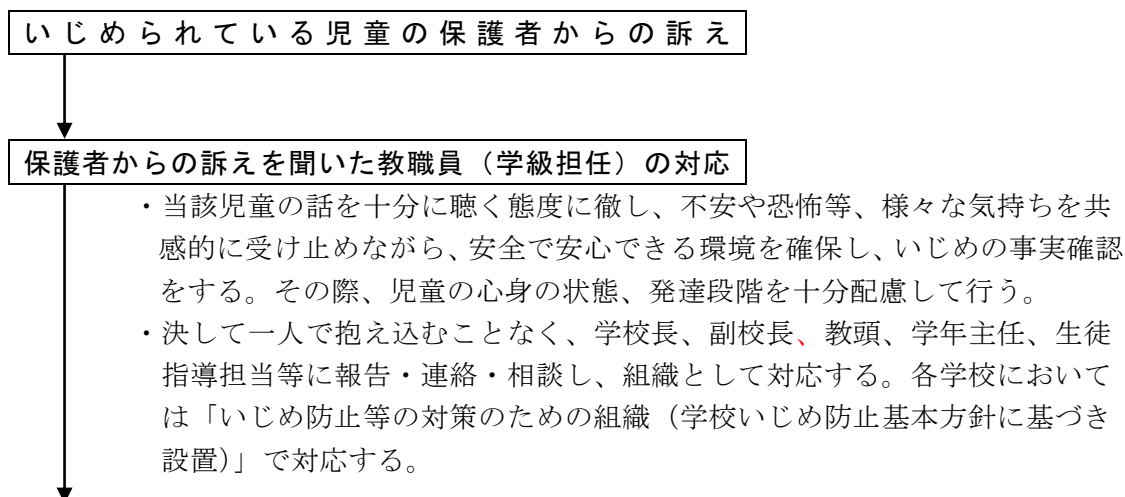 いじめられている児童の保護者からの訴え
保護者からの訴えを聞いた教職員（学級担任）の対応
・当該児童の話を十分に聴く態度に徹し、不安や恐怖等、様々な気持ちを共
感的に受け止めながら、安全で安心できる環境を確保し、いじめの事実確認
をする。その際、児童の心身の状態、発達段階を十分配慮して行う。
・決して一人で抱え込むことなく、学校長、副校長、教頭、学年主任、生徒
指導担当等に報告・連絡・相談し、組織として対応する。各学校において
は「いじめ防止等の対策のための組織（学校いじめ防止基本方針に基づき
設置）」で対応する。